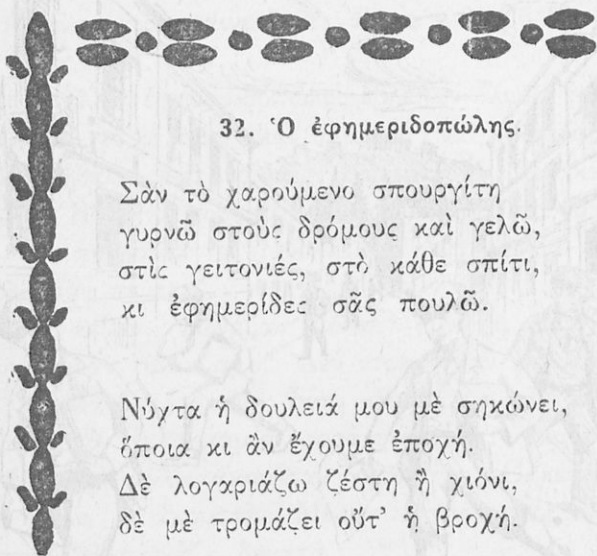 32. Ὁ ἐφημεριδοπώλης.
Σὰν τὸ χαρούμενο σπουργίτη
γυρνῶ στοὺς δρόμους καὶ γελῶ,
στὶς γειτονιές, στὸ κάθε σπίτι,
κι ἐφημερίδες σᾶς πουλῶ.
Νύχτα ἡ δουλειά μου μὲ σηκώνει,
ὅποια κι ἂν ἔχουμε ἐποχή.
Δὲ λογαριάζω ζέστη ἢ χιόνι,
δὲ μὲ τρομάζει οὔτ' ἡ βροχή.